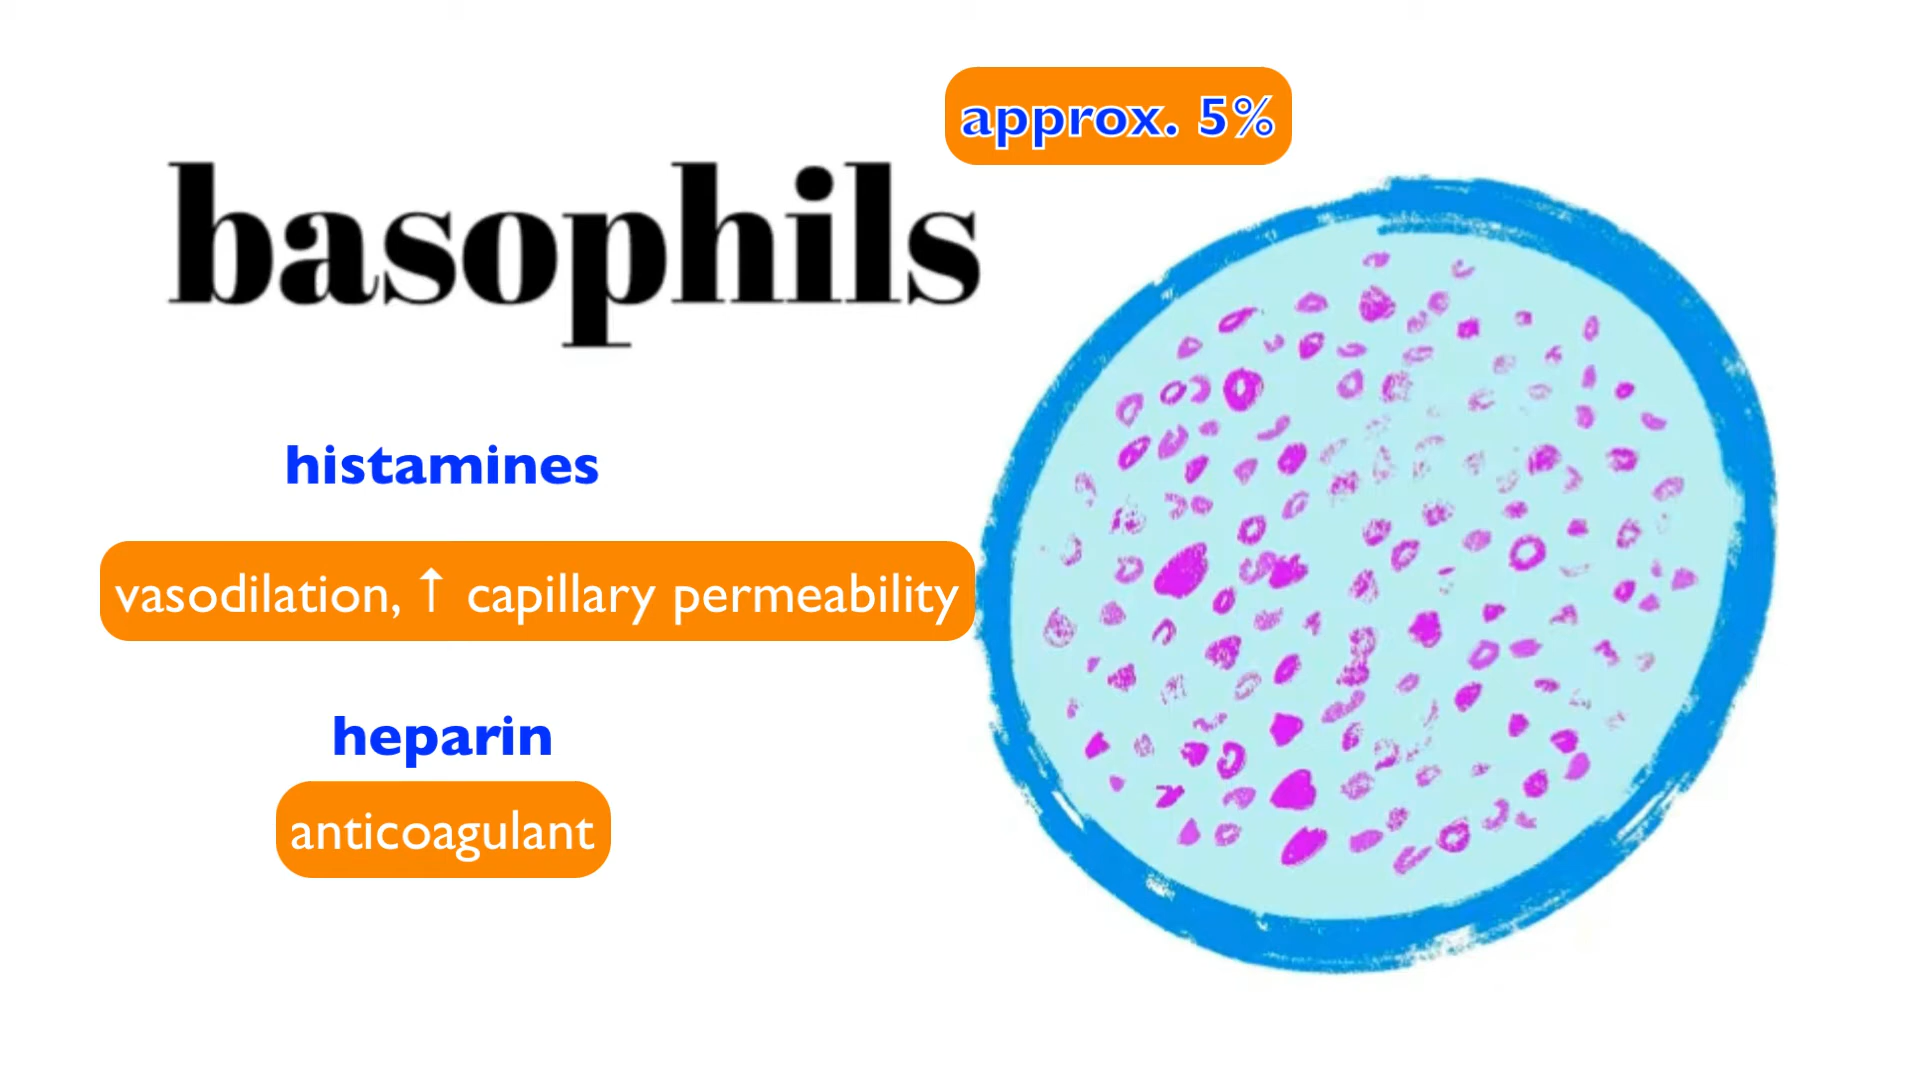 approx. 5%
basophils
histamines
vasodilation, ↑ capillary permeability
heparin
anticoagulant